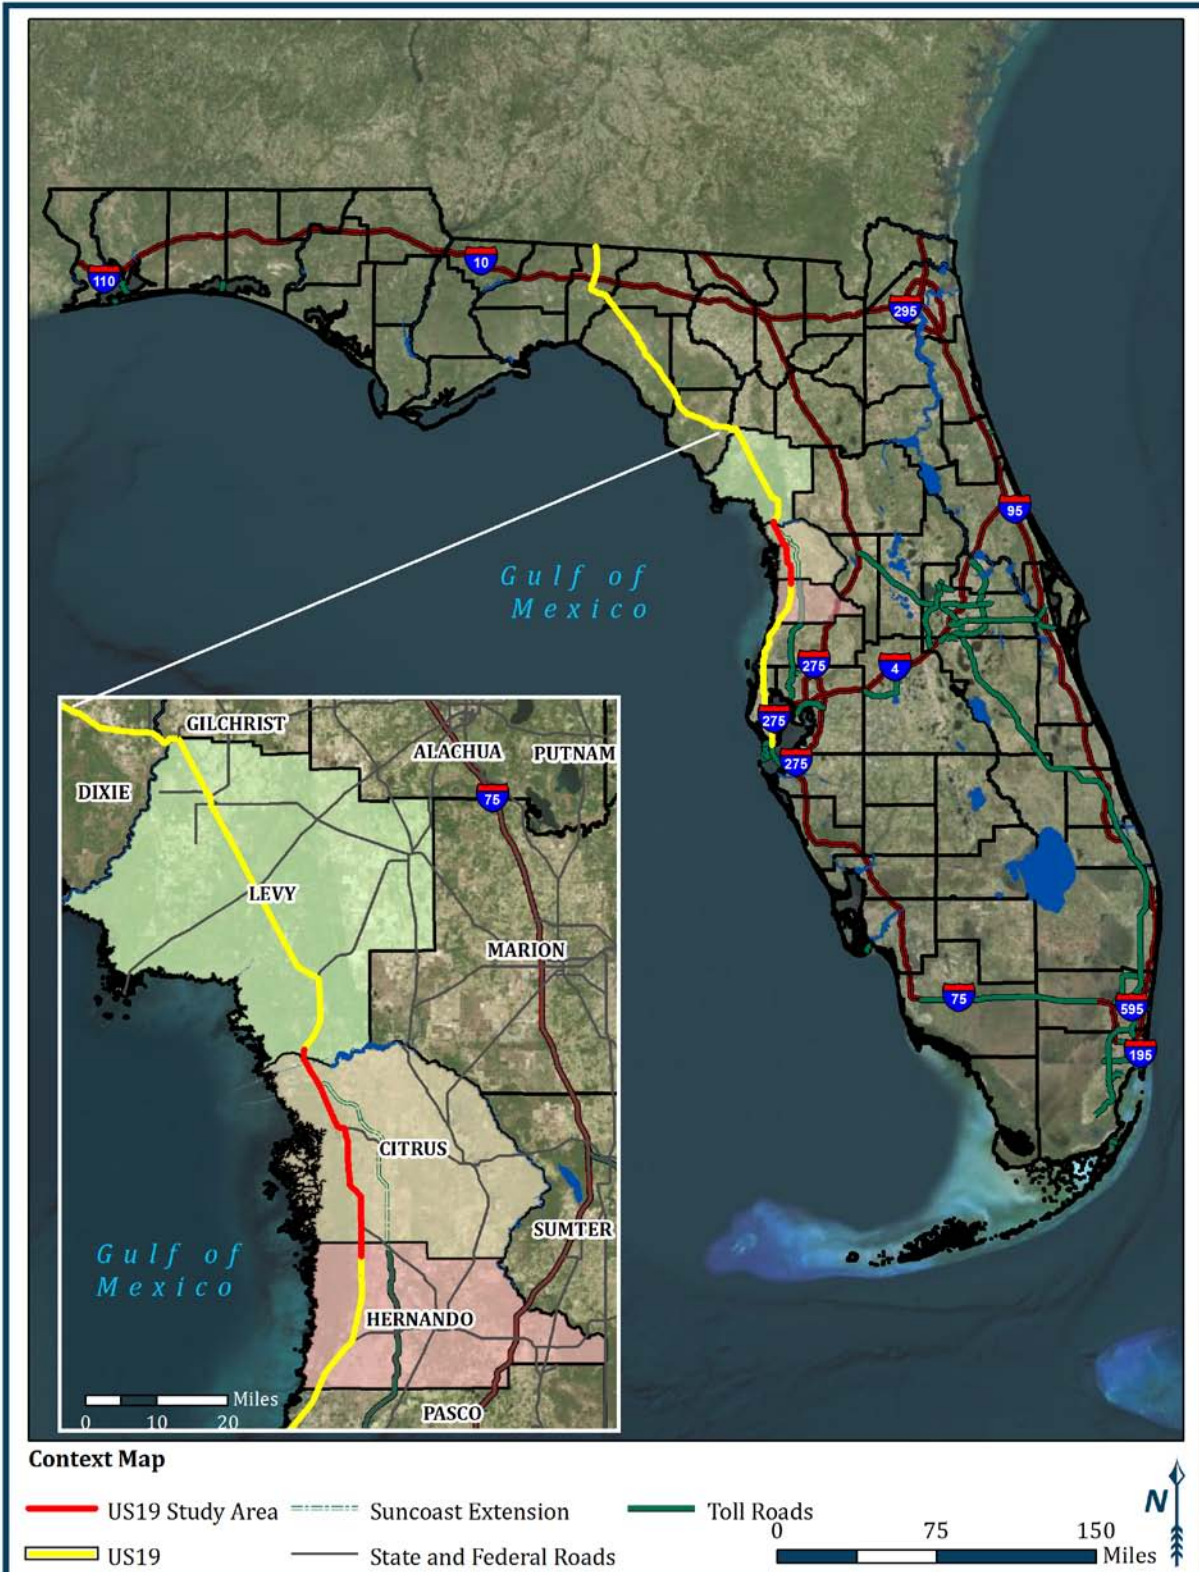 110
10
295
95
Gulf of
Mexico
275
4
275
275
75
595
195
GILCHRIST
ALACHUA
PUTNAM
DIXIE
75
LEVY
MARION
CITRUS
SUMTER
Gulf of
Mexico
HERNANDO
Miles
0 10 20
PASCO
Context Map
US19 Study Area
Suncoast Extension
Toll Roads
US19
State and Federal Roads
0 75 150
Miles
N